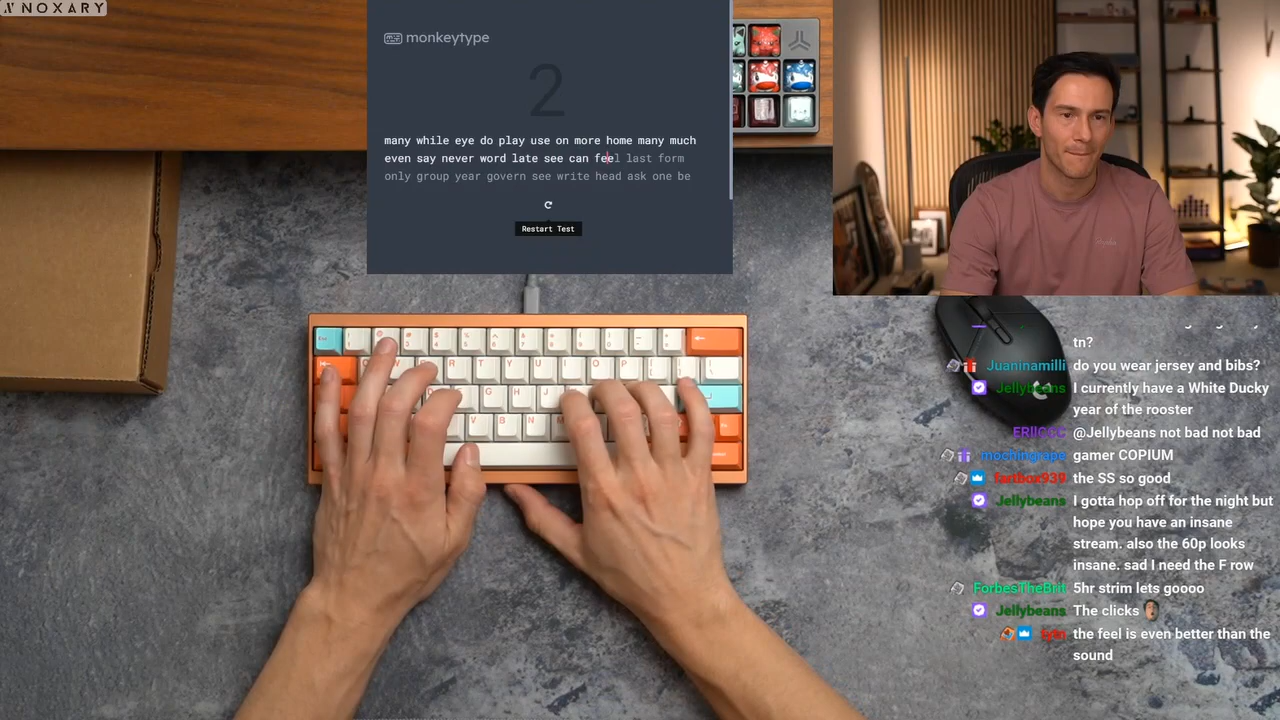 NOXARY
monkeytype
2
many while eye do play use on more home many much
even say never word late see can feel last form
only group year govern see write head ask one be
Restart Test
tn?
Juaninamilli do you wear jersey and bibs?
Jellybeans I currently have a White Ducky
year of the rooster
ERIICCC @Jellybeans not bad not bad
mochingrape gamer COPIUM
fartbox939 the SS so good
Jellybeans I gotta hop off for the night but
hope you have an insane
stream. also the 60p looks
insane. sad I need the F row
ForbesTheBrit 5hr strim lets goooo
Jellybeans The clicks
the feel is even better than the
sound
Esc
R T Y U O P
G H J
V B N